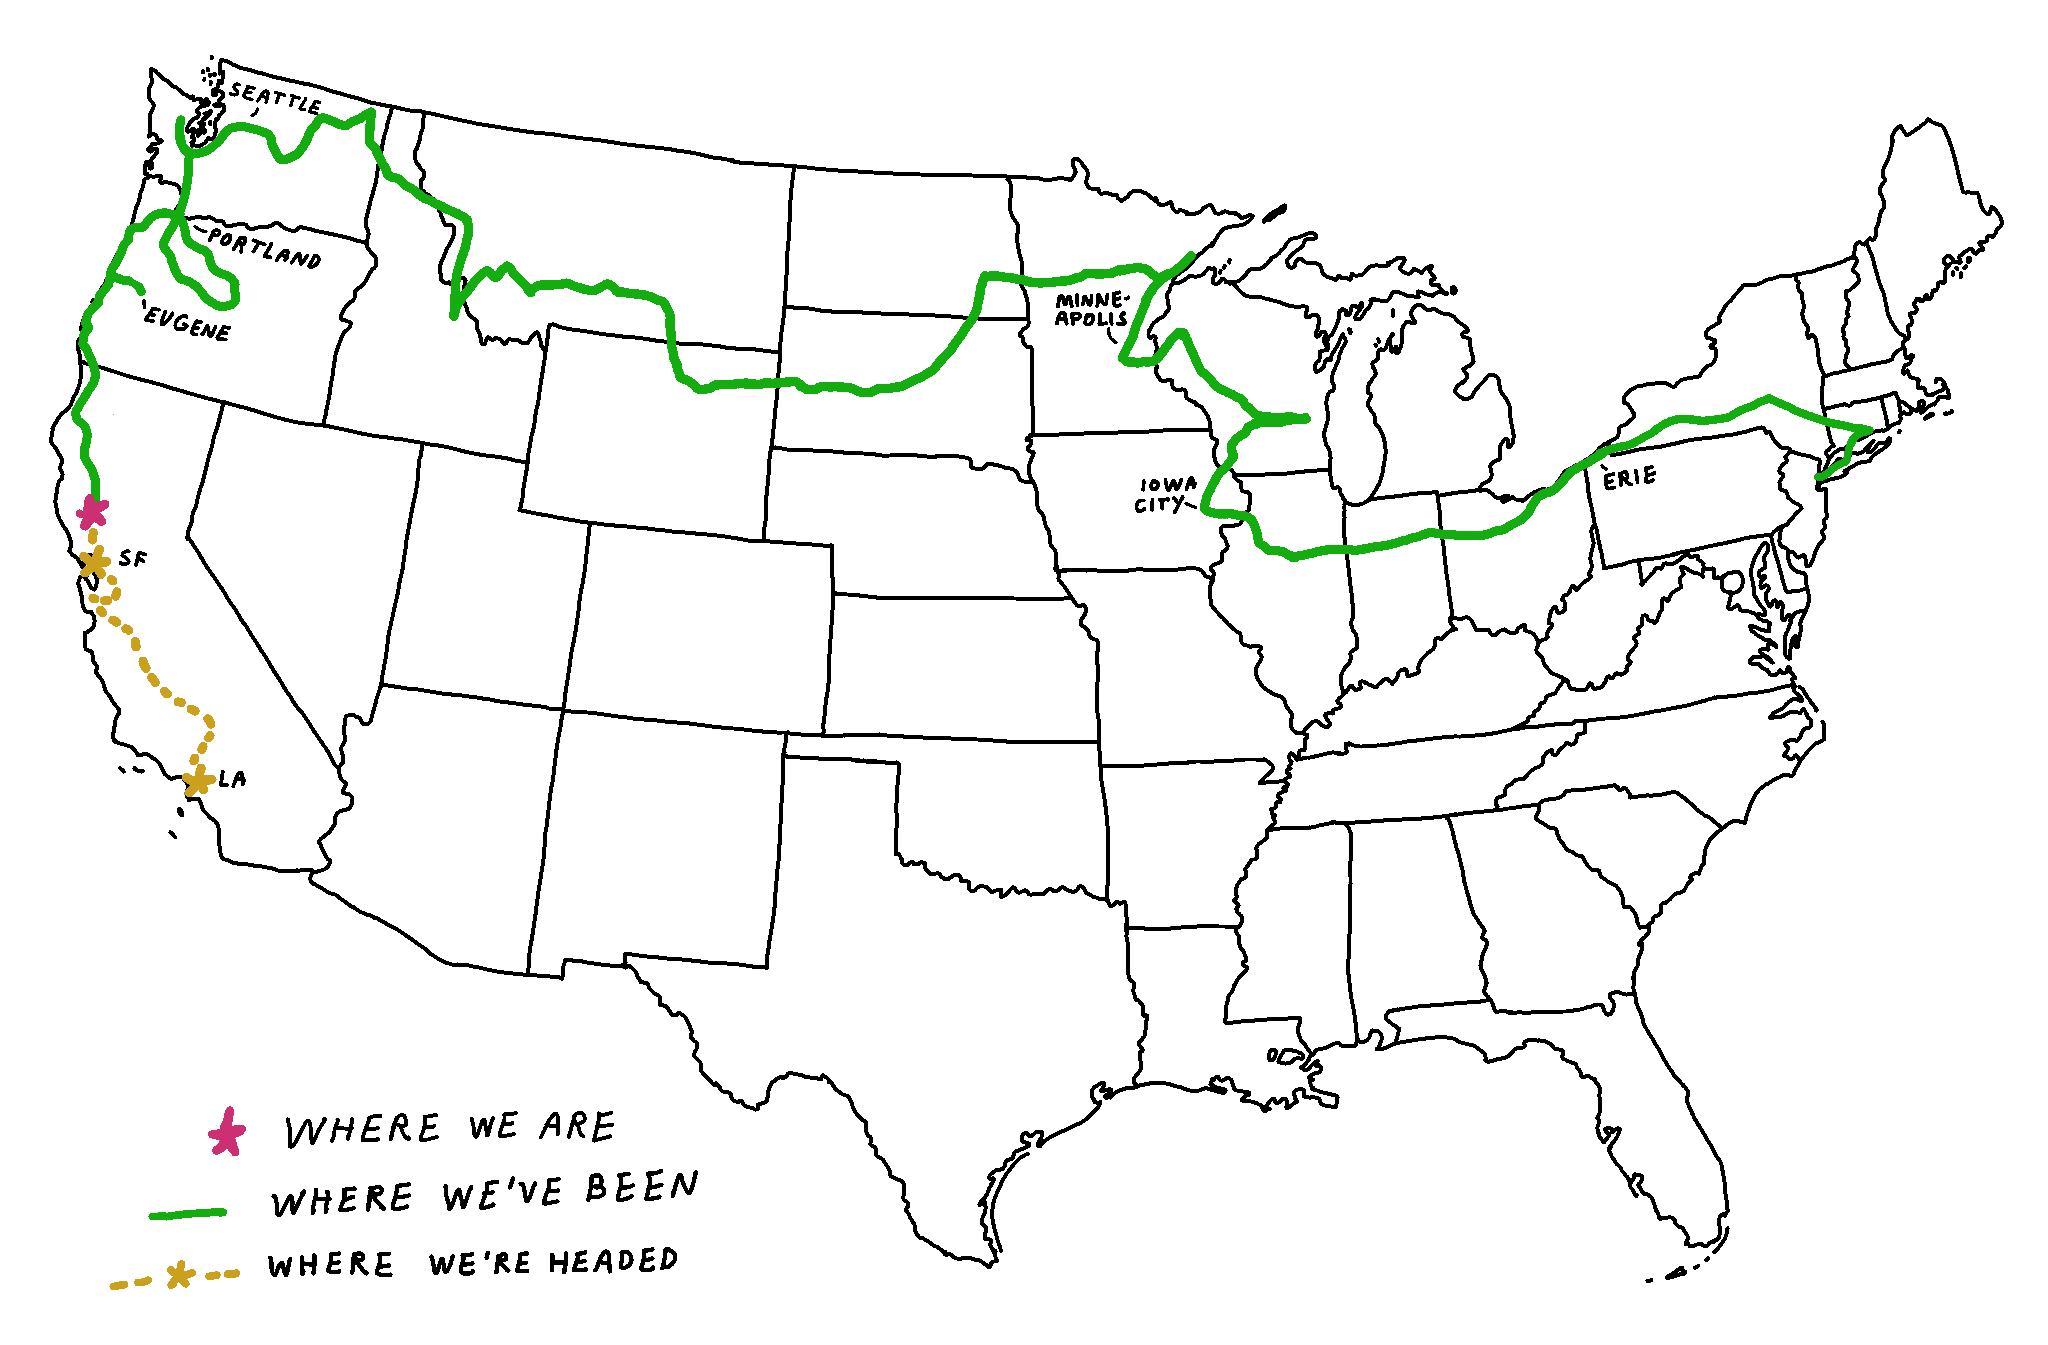 SEATTLE
PORTLAND
EUGENE
MINNE-
APOLIS
IOWA
CITY
ERIE
SF
LA
WHERE WE ARE
WHERE WE'VE BEEN
WHERE WE'RE HEADED